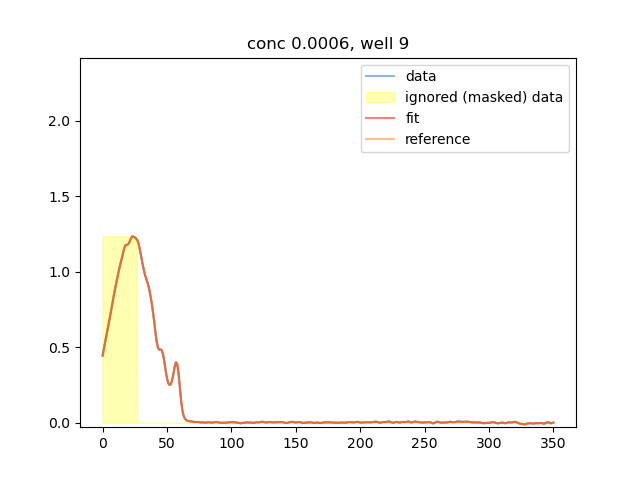 conc 0.0006, well 9
data
ignored (masked) data
fit
reference
2.0
1.5
1.0
0.5
0.0
0 50 100 150 200 250 300 350